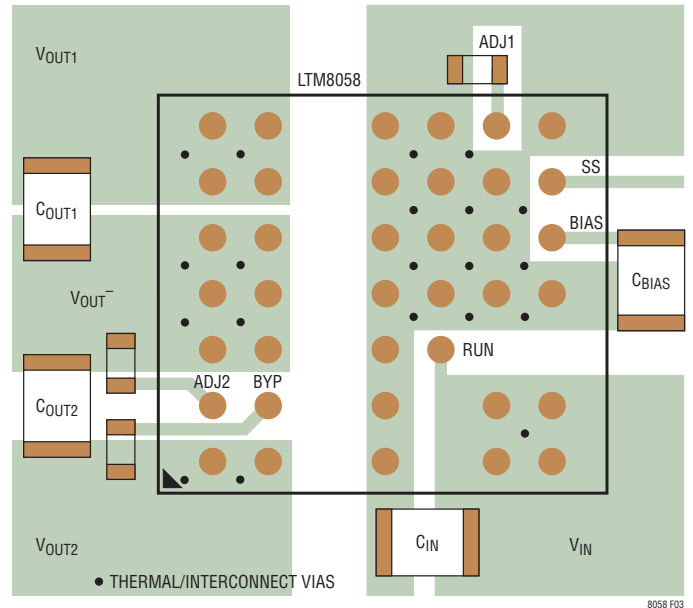 VOUT1
ADJ1
LTM8058
SS
COUT1
BIAS
CBIAS
VOUT–
RUN
ADJ2 BYP
COUT2
CIN
VOUT2
VIN
• THERMAL/INTERCONNECT VIAS
8058 F03